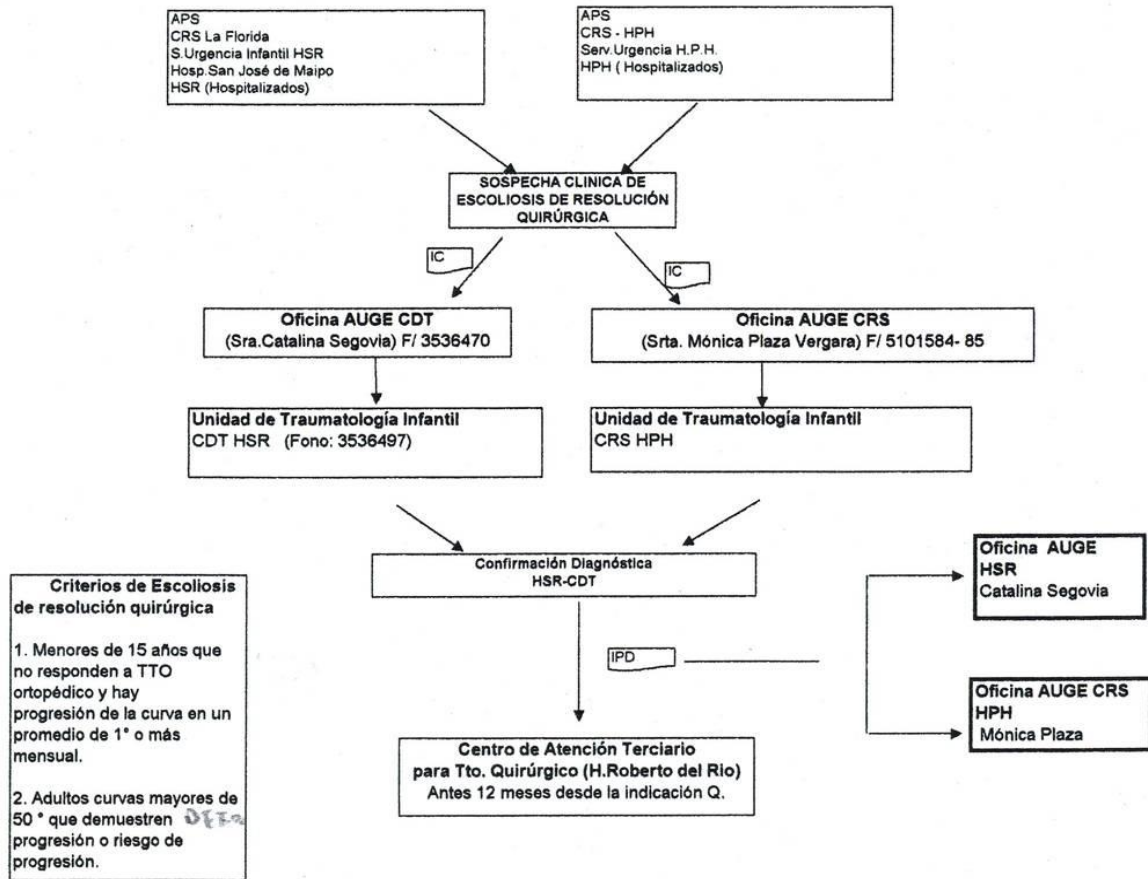 APS
CRS La Florida
S.Urgencia Infantil HSR
Hosp.San José de Maipo
HSR (Hospitalizados)
APS
CRS - HPH
Serv.Urgencia H.P.H.
HPH ( Hospitalizados)
SOSPECHA CLINICA DE
ESCOLIOSIS DE RESOLUCIÓN
QUIRÚRGICA
IC
IC
Oficina AUGE CDT
(Sra.Catalina Segovia) F/ 3536470
Oficina AUGE CRS
(Srta. Mónica Plaza Vergara) F/ 5101584- 85
Unidad de Traumatología Infantil
CDT HSR (Fono: 3536497)
Unidad de Traumatología Infantil
CRS HPH
Confirmación Diagnóstica
HSR-CDT
IPD
Oficina AUGE
HSR
Catalina Segovia
Oficina AUGE CRS
HPH
Mónica Plaza
Centro de Atención Terciario
para Tto. Quirúrgico (H.Roberto del Rio)
Antes 12 meses desde la indicación Q.
Criterios de Escoliosis
de resolución quirúrgica
1. Menores de 15 años que
no responden a TTO
ortopédico y hay
progresión de la curva en un
promedio de 1° o más
mensual.
2. Adultos curvas mayores de
50 ° que demuestren
progresión o riesgo de
progresión.